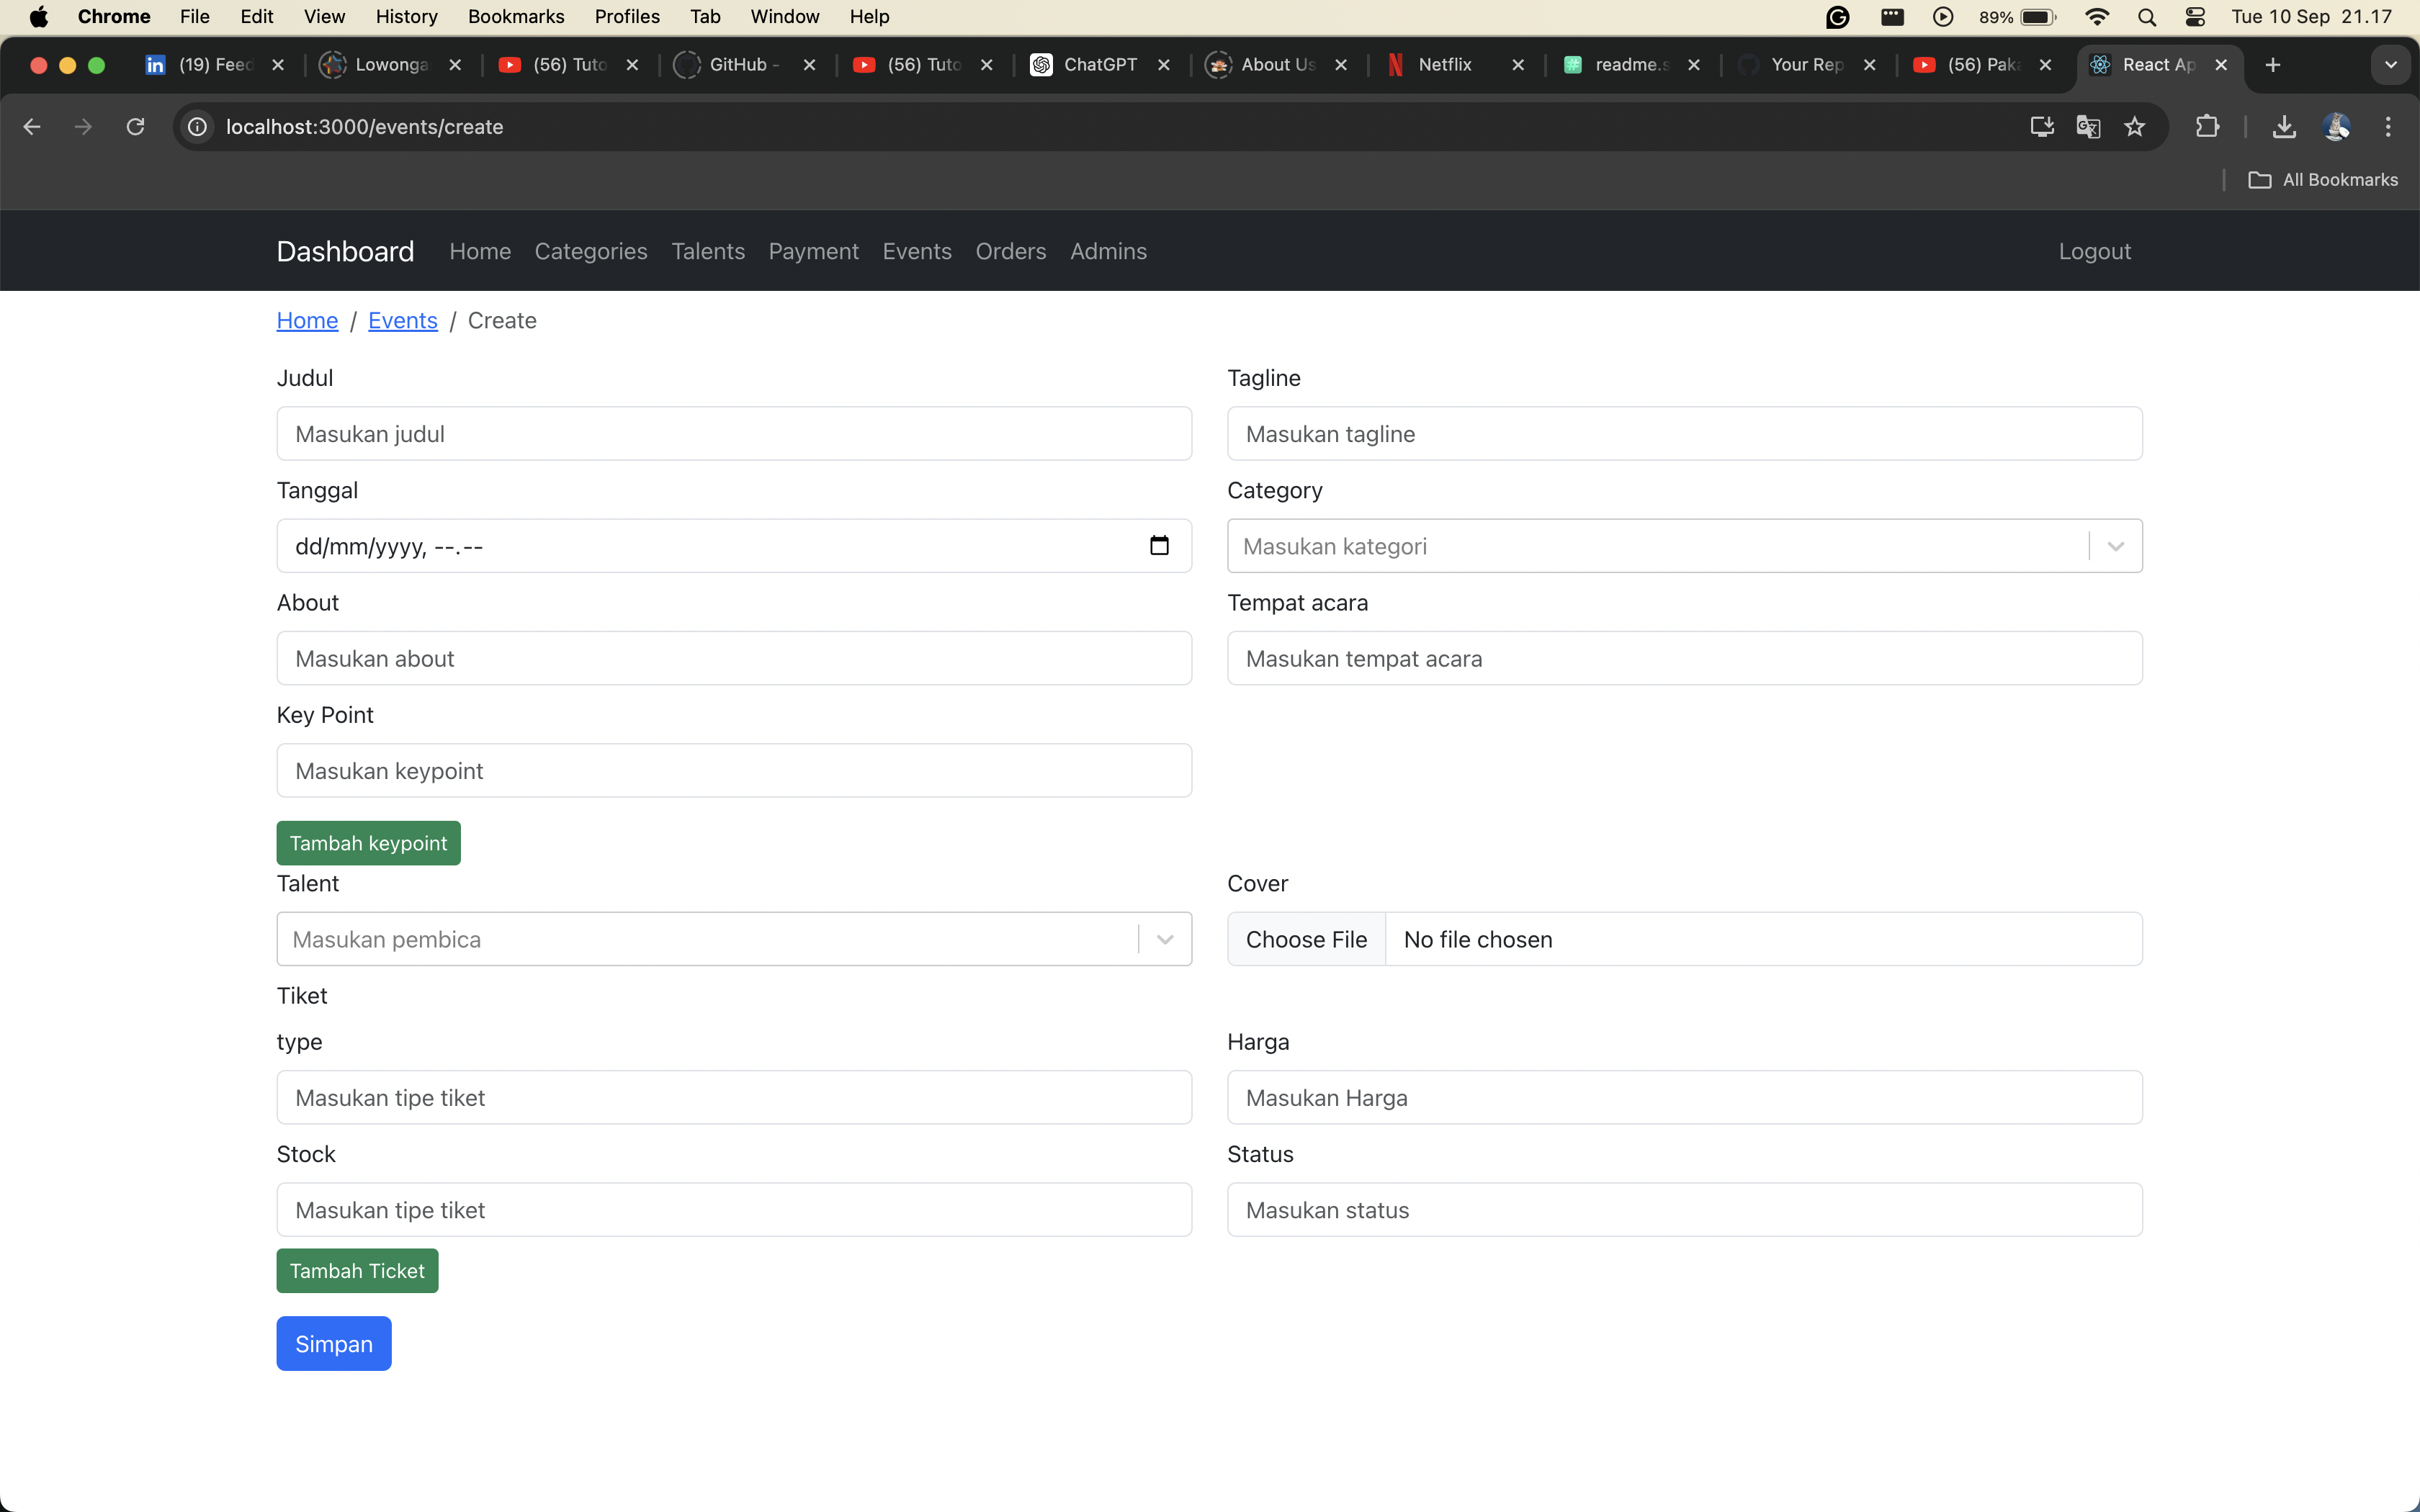 Chrome File Edit View History Bookmarks Profiles Tab Window Help 89% Tue 10 Sep 21.17
(19) Feed Lowonga (56) Tuto GitHub - (56) Tuto ChatGPT About Us Netflix readme.s Your Rep (56) Paka React Ap
localhost:3000/events/create
All Bookmarks
Dashboard Home Categories Talents Payment Events Orders Admins Logout
Home / Events / Create
Judul Tagline
Masukan judul Masukan tagline
Tanggal Category
dd/mm/yyyy, --.-- Masukan kategori
About Tempat acara
Masukan about Masukan tempat acara
Key Point
Masukan keypoint
Tambah keypoint
Talent Cover
Masukan pembica Choose File No file chosen
Tiket
type Harga
Masukan tipe tiket Masukan Harga
Stock Status
Masukan tipe tiket Masukan status
Tambah Ticket
Simpan